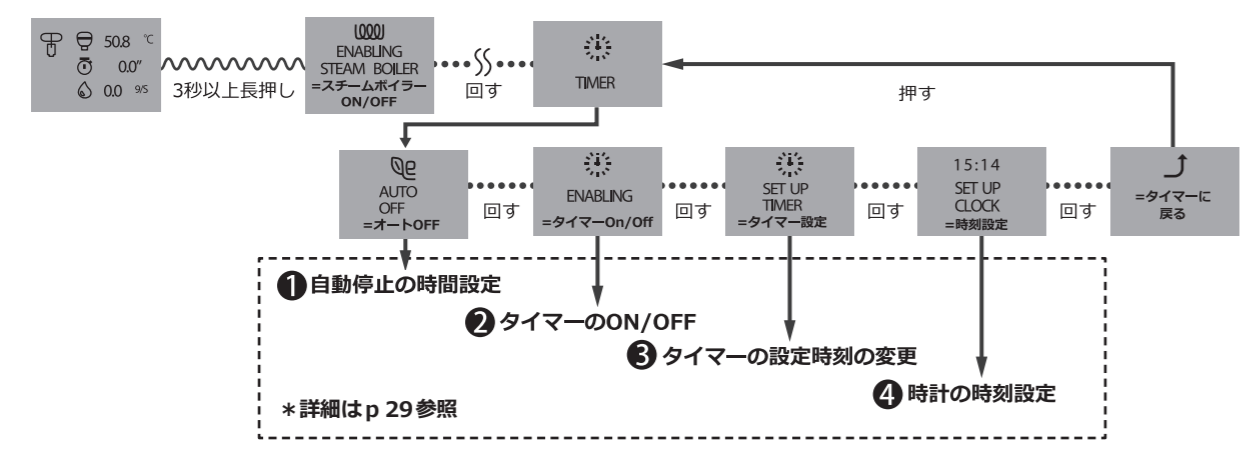 50.8 ℃
0.0"
0.0 g/s
3秒以上長押し
ENABLING
STEAM BOILER
=スチームボイラー
ON/OFF
回す
TIMER
押す
AUTO
OFF
=オートOFF
回す
ENABLING
=タイマーOn/Off
回す
SET UP
TIMER
=タイマー設定
回す
15:14
SET UP
CLOCK
=時刻設定
回す
=タイマーに
戻る
❶自動停止の時間設定
❷タイマーのON/OFF
❸タイマーの設定時刻の変更
❹時計の時刻設定
＊詳細はp 29参照